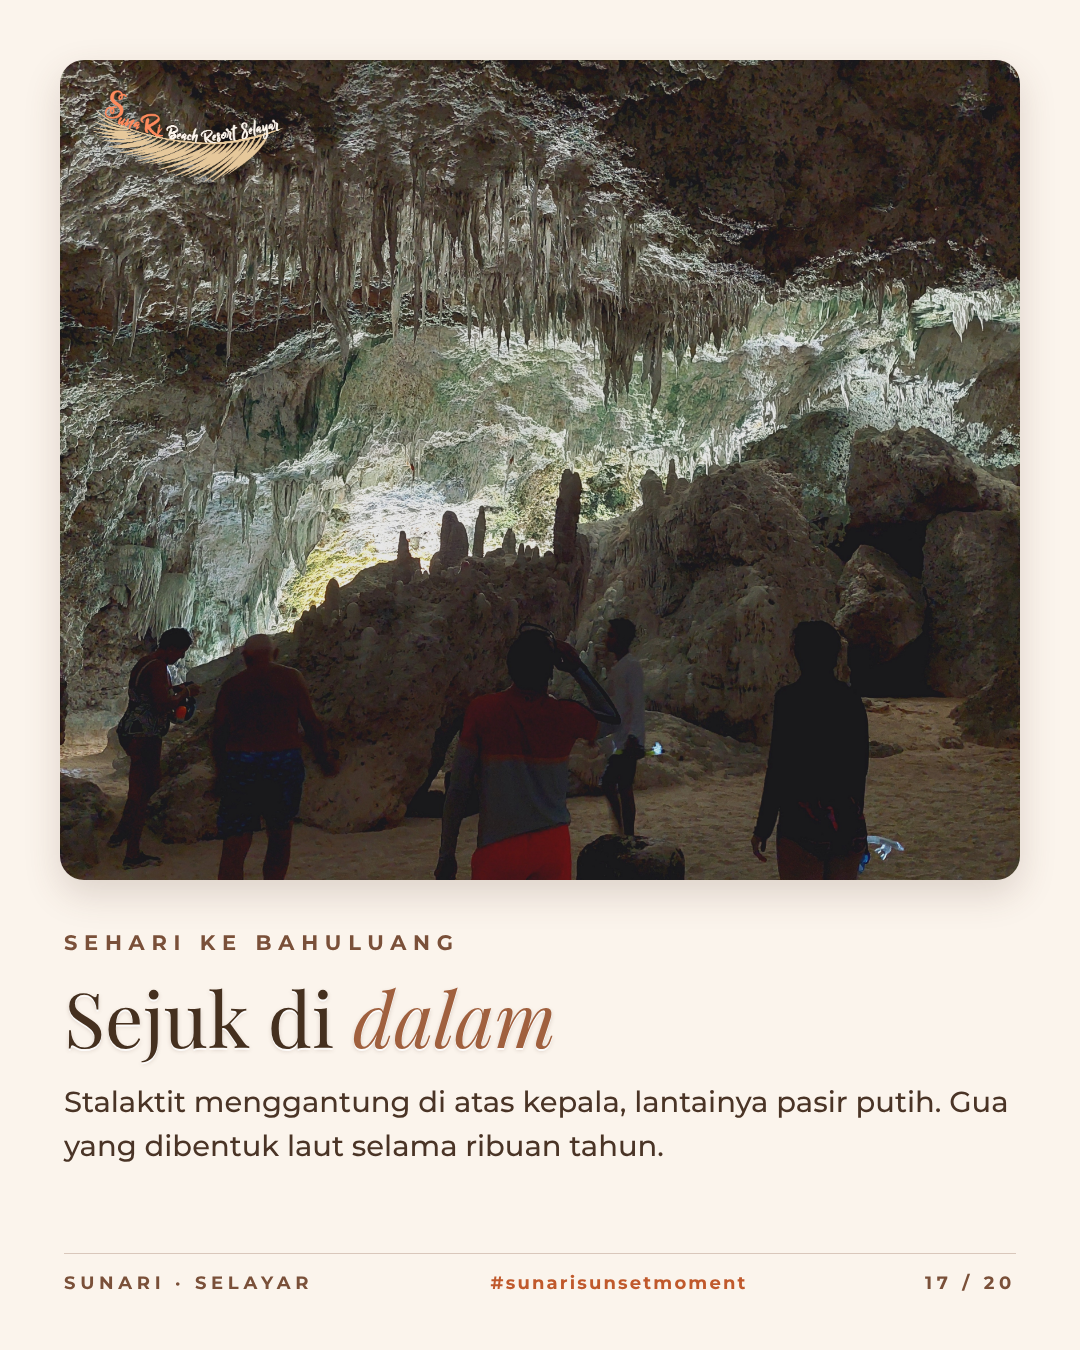 SunaRi Beach Resort Selayar
SEHARI KE BAHULUANG
Sejuk di dalam
Stalaktit menggantung di atas kepala, lantainya pasir putih. Gua
yang dibentuk laut selama ribuan tahun.
SUNARI · SELAYAR
#sunarisunsetmoment
17 / 20